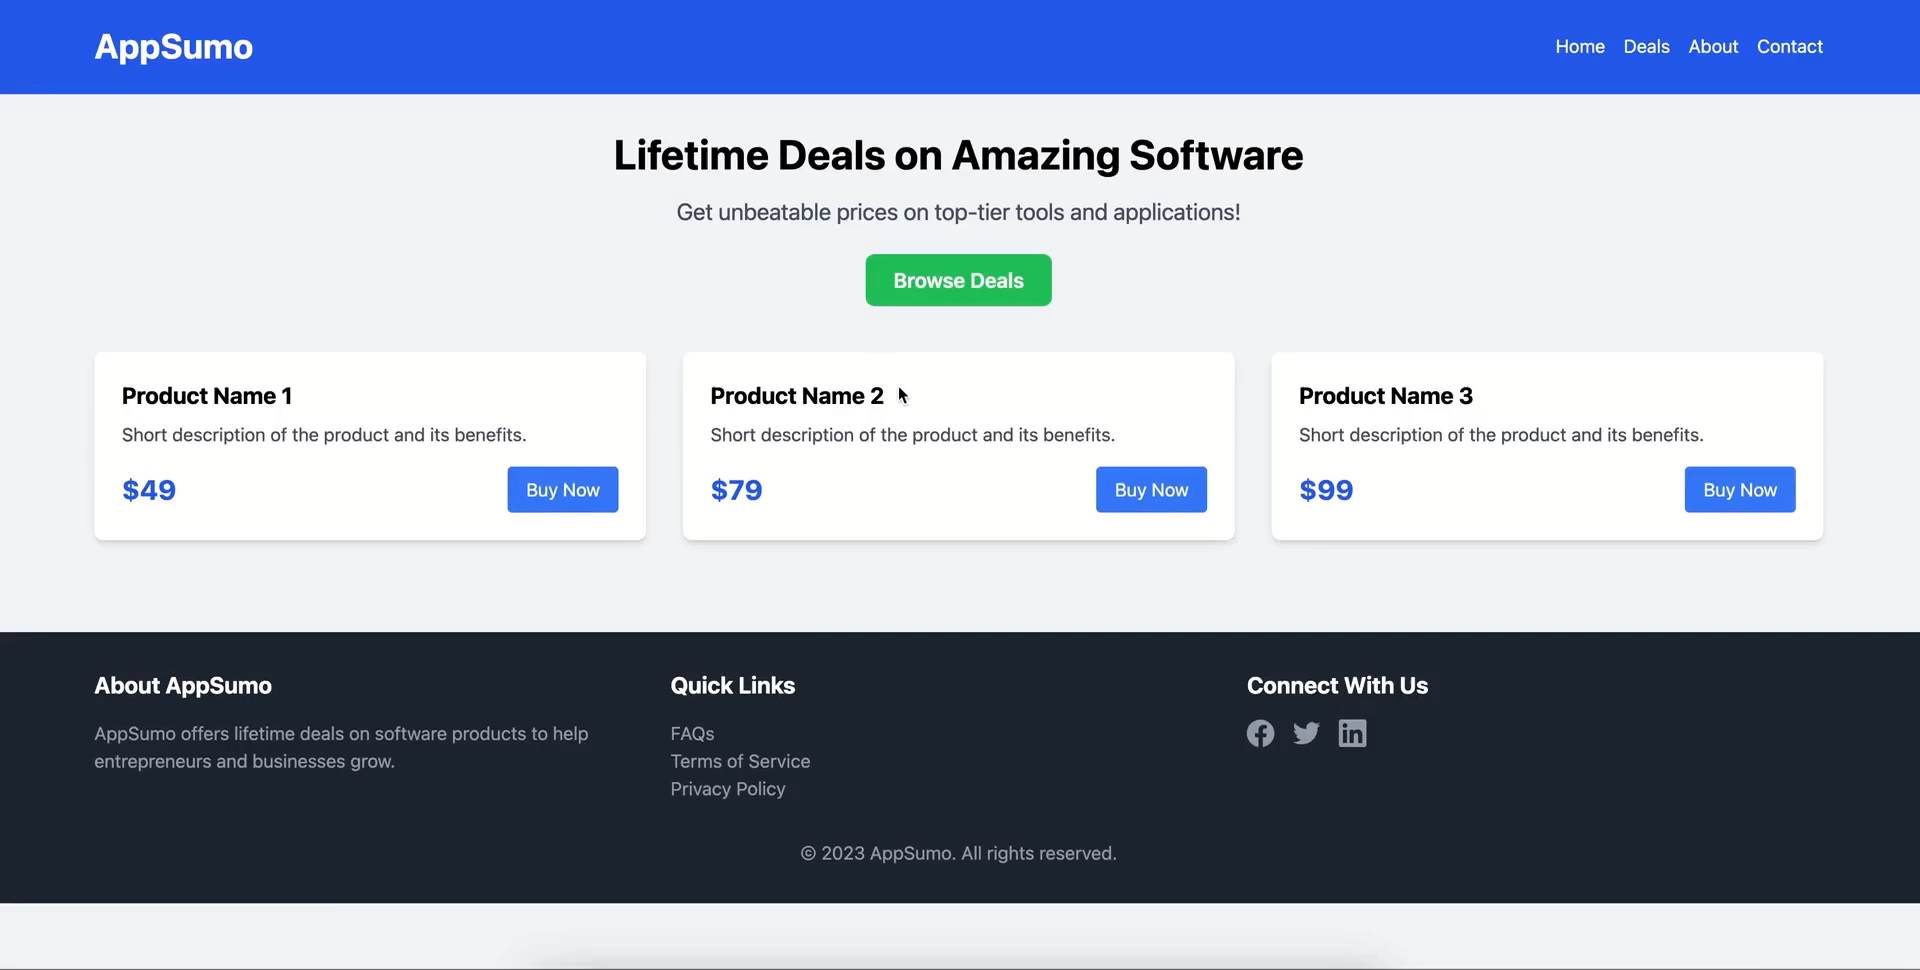 AppSumo
Home Deals About Contact
Lifetime Deals on Amazing Software
Get unbeatable prices on top-tier tools and applications!
Browse Deals
Product Name 1
Short description of the product and its benefits.
$49
Buy Now
Product Name 2
Short description of the product and its benefits.
$79
Buy Now
Product Name 3
Short description of the product and its benefits.
$99
Buy Now
About AppSumo
AppSumo offers lifetime deals on software products to help
entrepreneurs and businesses grow.
Quick Links
FAQs
Terms of Service
Privacy Policy
Connect With Us
© 2023 AppSumo. All rights reserved.